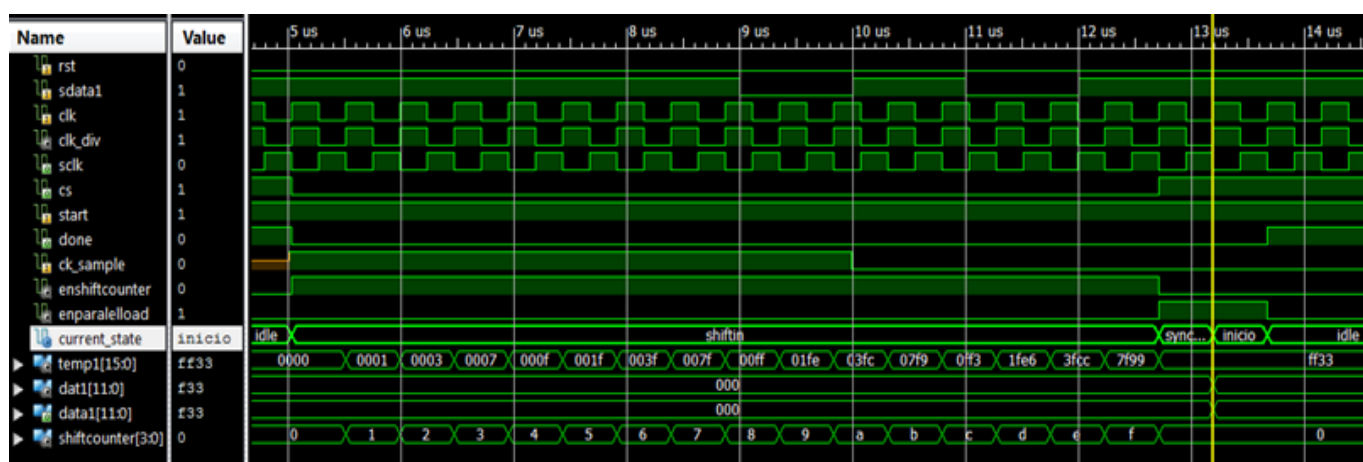 Name Value 5 us 6 us 7 us 8 us 9 us 10 us 11 us 12 us 13 us 14 us
rst 0
sdata1 1
clk 1
clk_div 1
sclk 0
cs 1
start 1
done 0
ck_sample 0
enshiftcounter 0
enparalelload 1
current_state inicio idle shiftin sync... inicio idle
temp1[15:0] ff33 0000 0001 0003 0007 000f 001f 003f 007f 00ff 01fe 03fc 07f9 0ff3 1fe6 3fcc 7f99 ff33
dat1[11:0] f33 000
data1[11:0] f33 000
shiftcounter[3:0] 0 0 1 2 3 4 5 6 7 8 9 a b c d e f 0